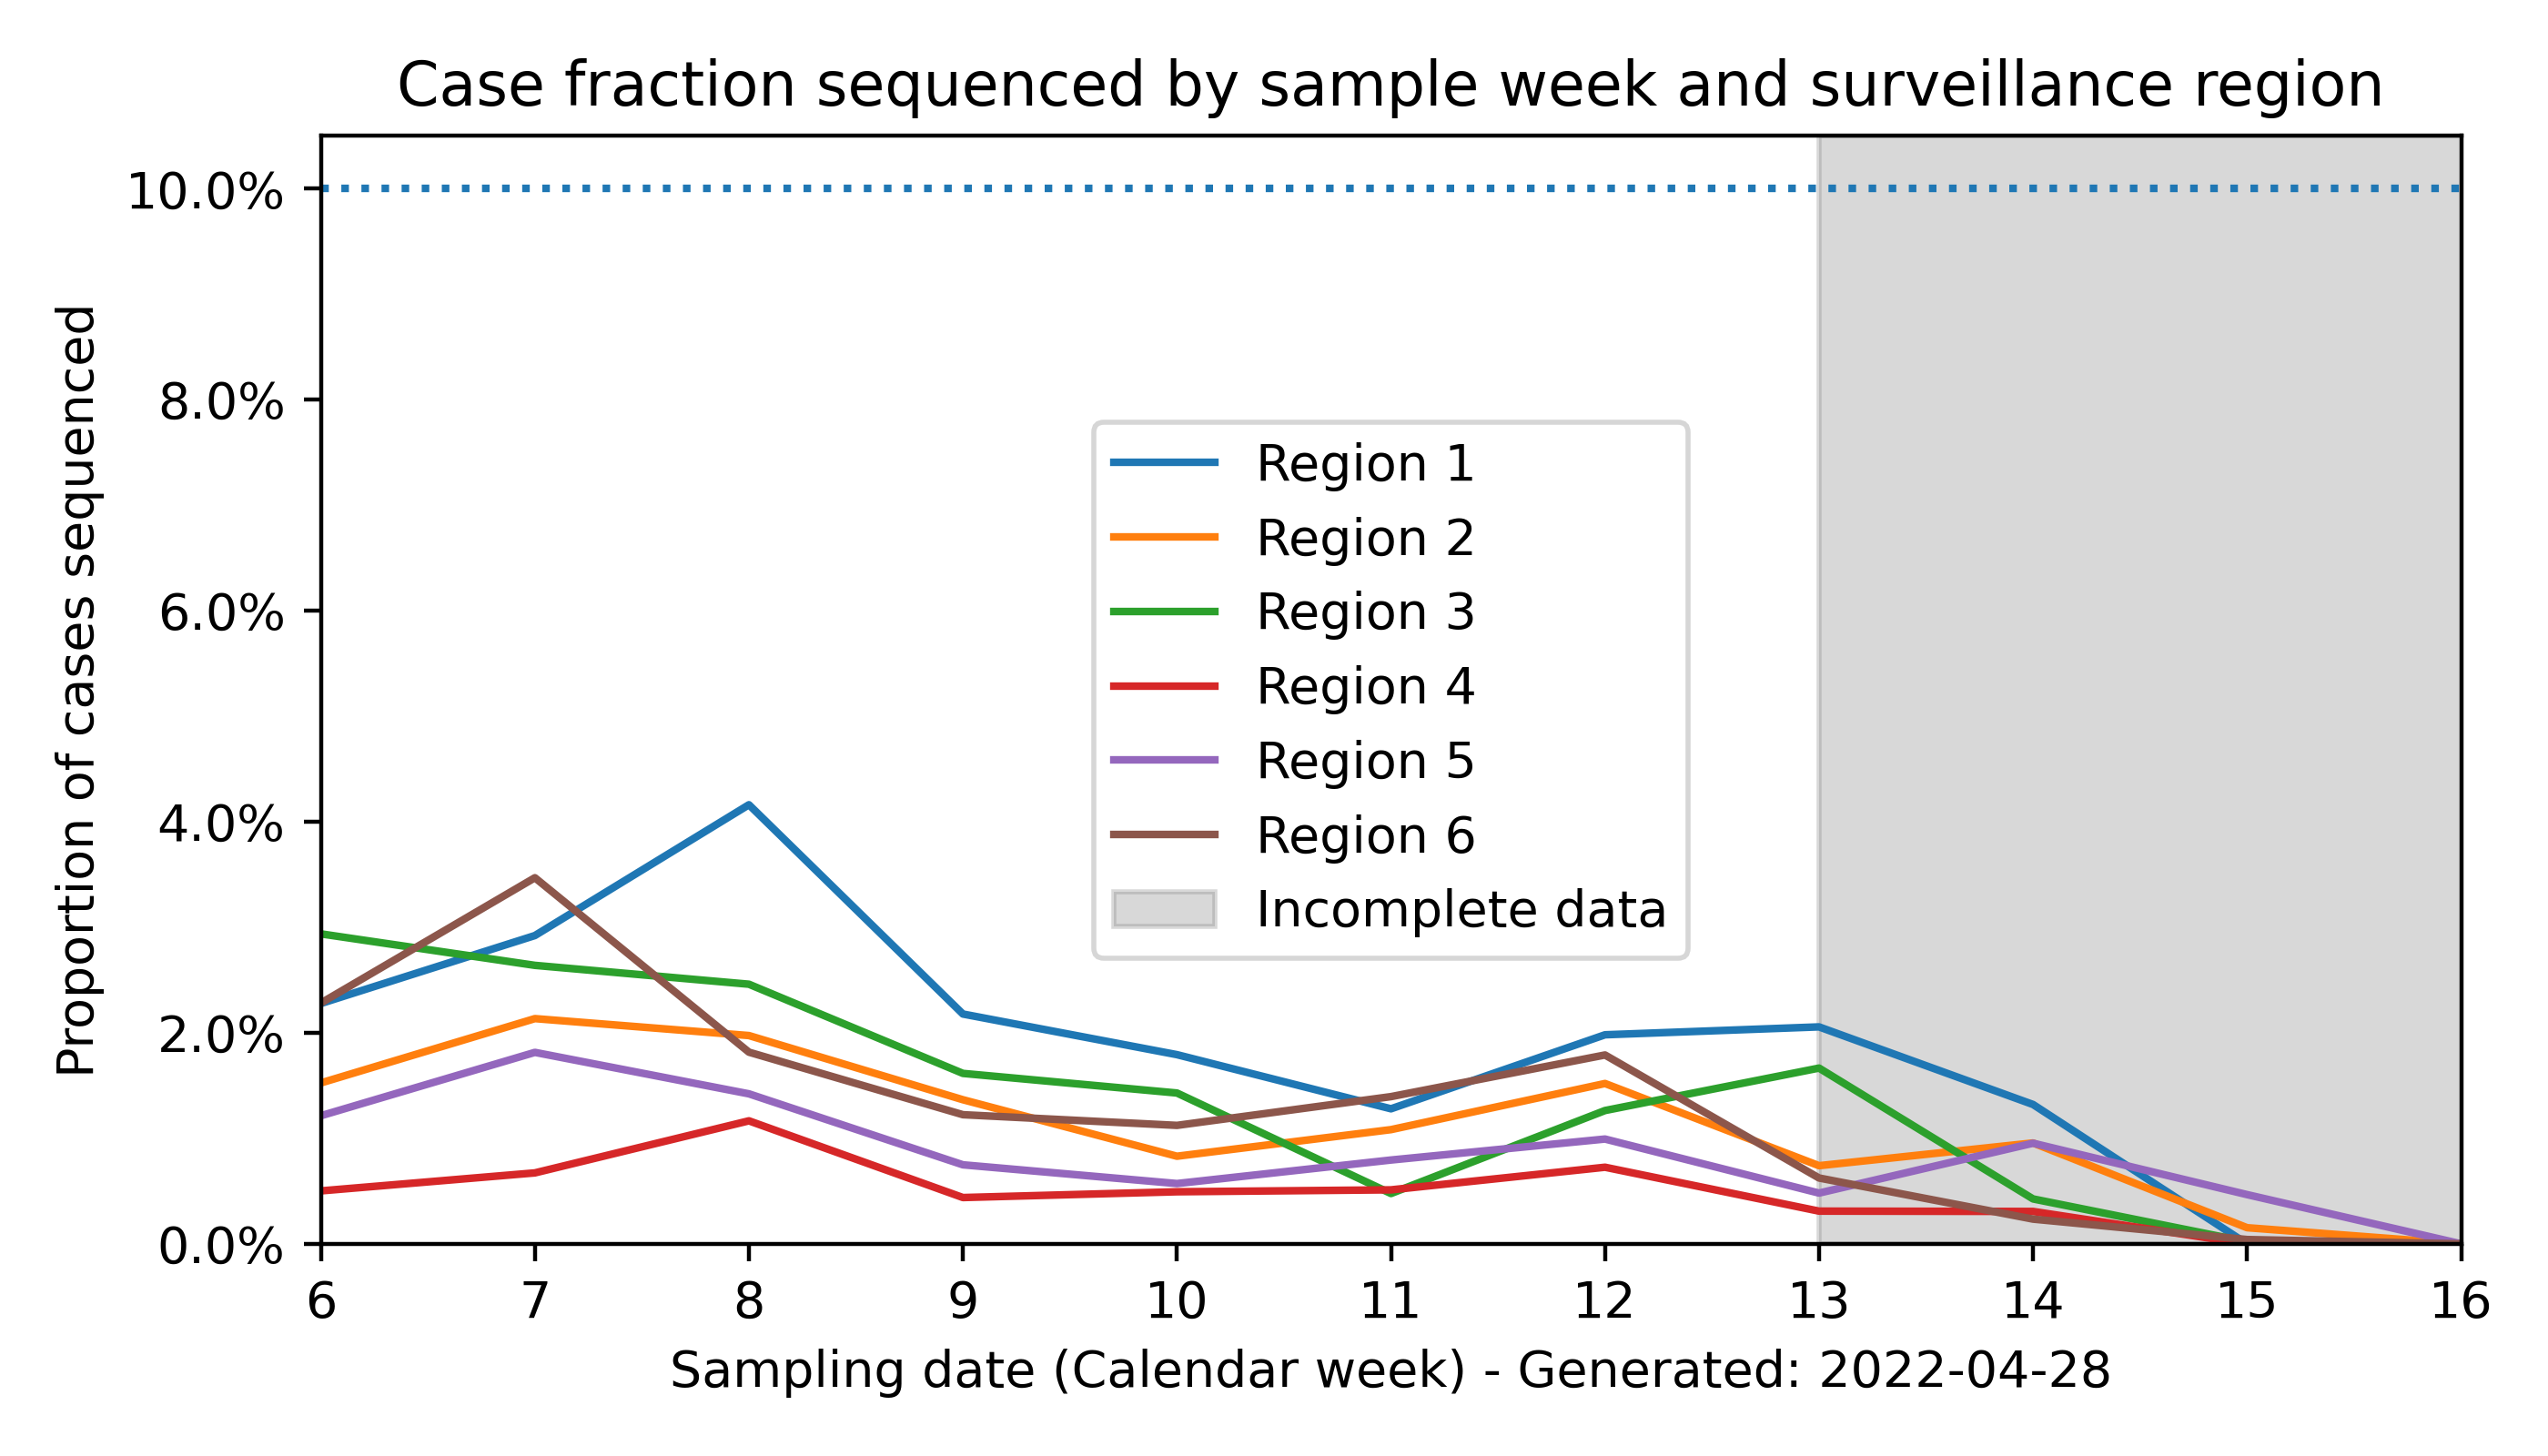 Case fraction sequenced by sample week and surveillance region
Proportion of cases sequenced
10.0%
8.0%
6.0%
4.0%
2.0%
0.0%
Region 1
Region 2
Region 3
Region 4
Region 5
Region 6
Incomplete data
6 7 8 9 10 11 12 13 14 15 16
Sampling date (Calendar week) - Generated: 2022-04-28